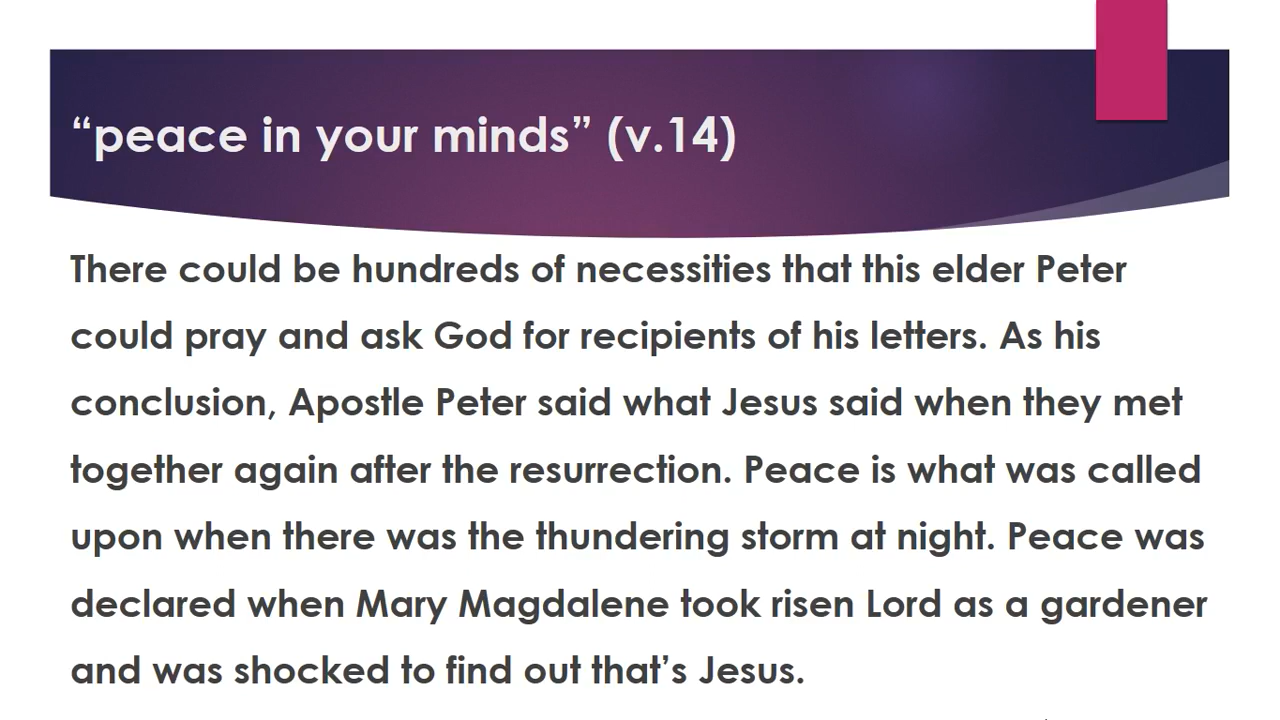 “peace in your minds” (v.14)
There could be hundreds of necessities that this elder Peter
could pray and ask God for recipients of his letters. As his
conclusion, Apostle Peter said what Jesus said when they met
together again after the resurrection. Peace is what was called
upon when there was the thundering storm at night. Peace was
declared when Mary Magdalene took risen Lord as a gardener
and was shocked to find out that’s Jesus.